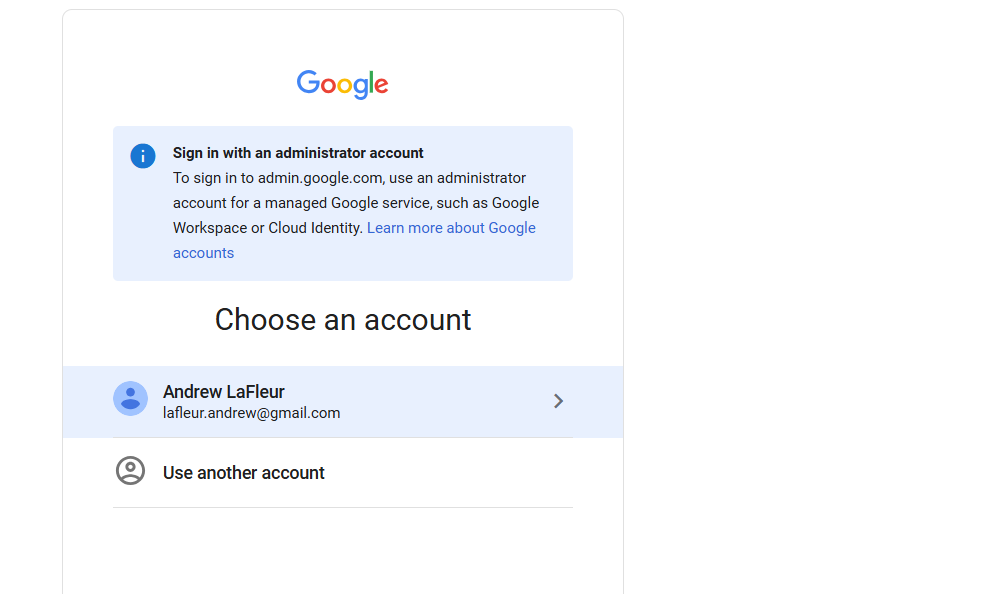 Google
Sign in with an administrator account
To sign in to admin.google.com, use an administrator
account for a managed Google service, such as Google
Workspace or Cloud Identity. Learn more about Google
accounts
Choose an account
Andrew LaFleur
lafleur.andrew@gmail.com
Use another account